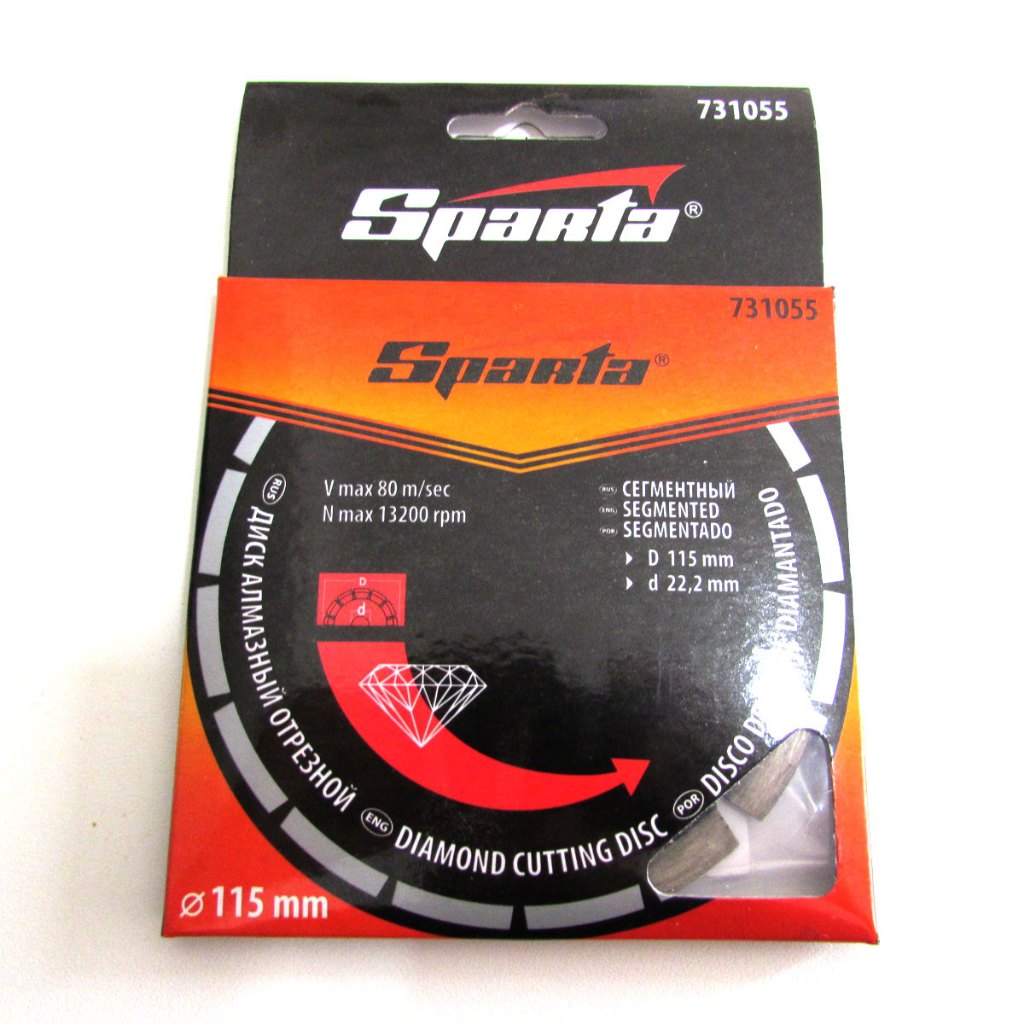 731055
Sparta®
731055
Sparta®
V max 80 m/sec
N max 13200 rpm
RUS СЕГМЕНТНЫЙ
ENG SEGMENTED
POR SEGMENTADO
D 115 mm
d 22,2 mm
D
d
RUS ДИСК АЛМАЗНЫЙ ОТРЕЗНОЙ
ENG DIAMOND CUTTING DISC
POR DISCO DIAMANTADO
ø 115 mm